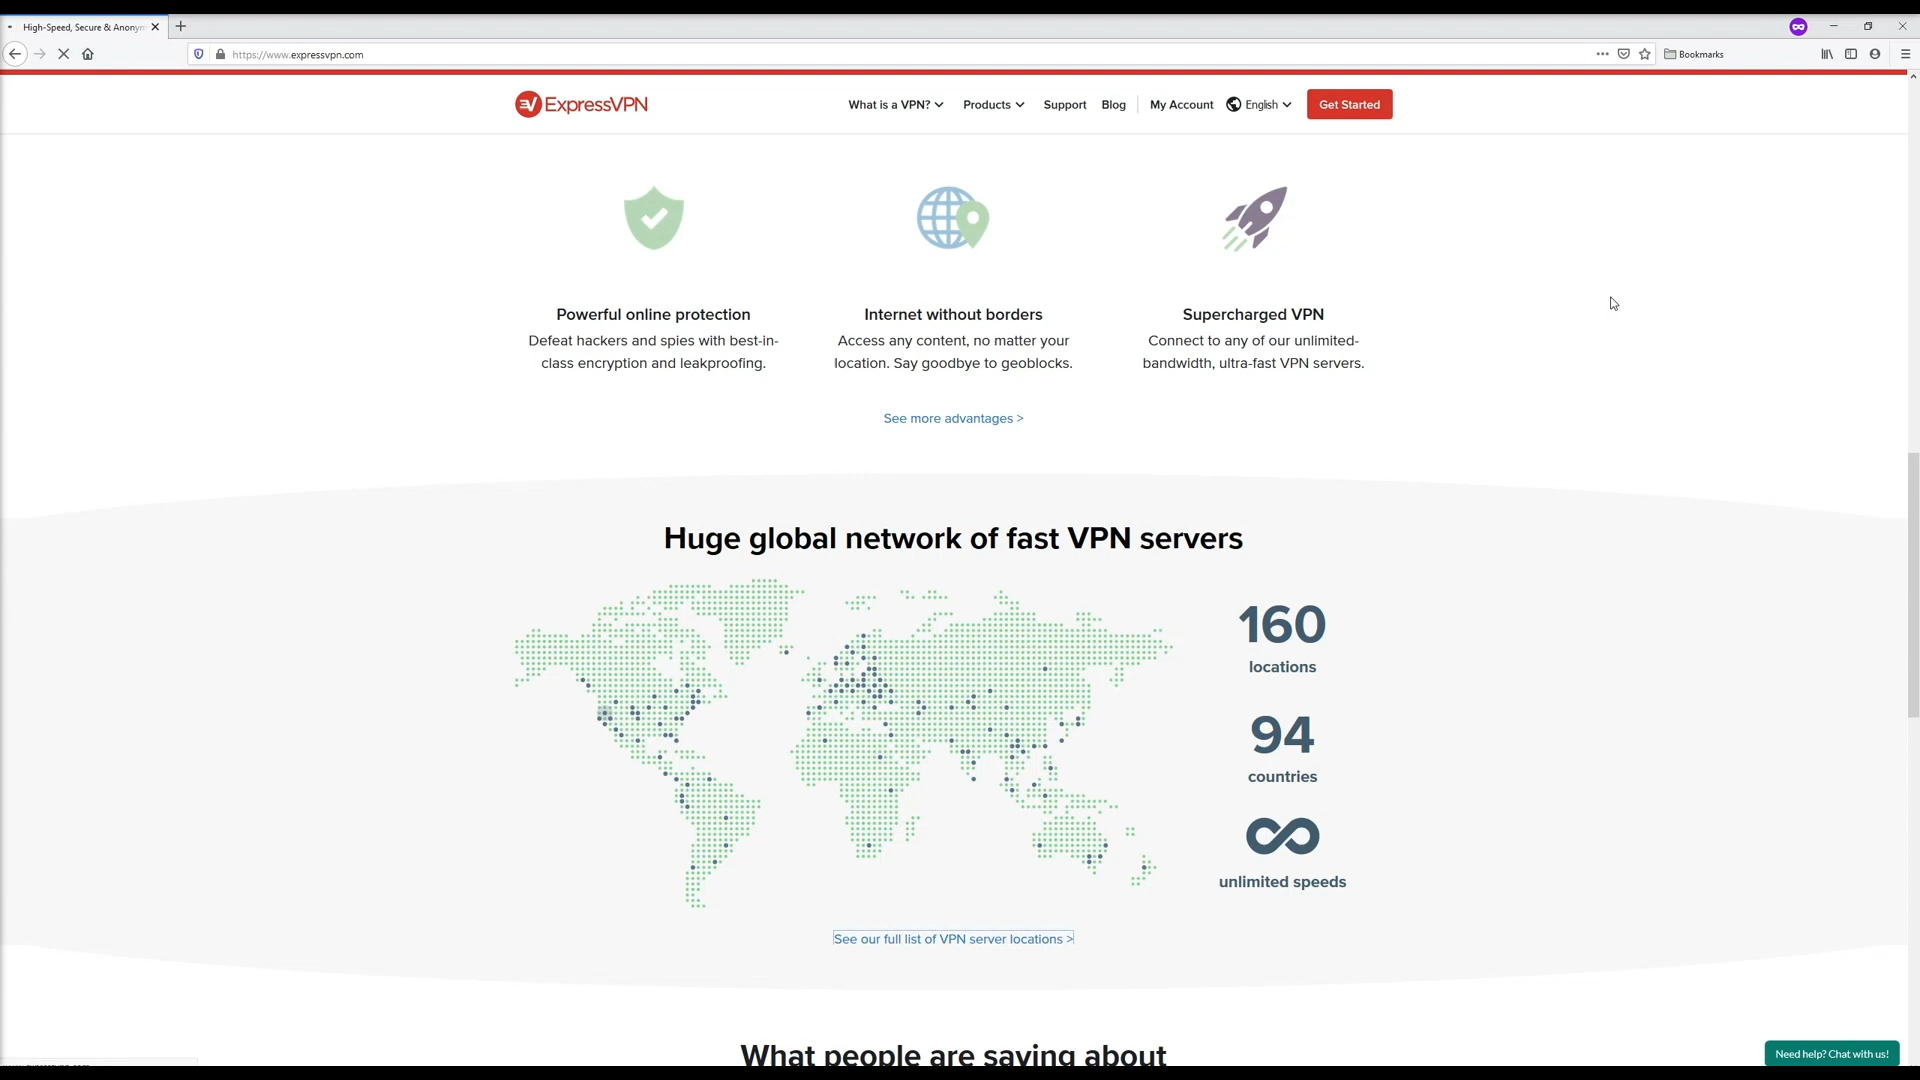 High-Speed, Secure & Anonym
https://www.expressvpn.com
Bookmarks
ExpressVPN
What is a VPN?
Products
Support
Blog
My Account
English
Get Started
Powerful online protection
Defeat hackers and spies with best-in-
class encryption and leakproofing.
Internet without borders
Access any content, no matter your
location. Say goodbye to geoblocks.
Supercharged VPN
Connect to any of our unlimited-
bandwidth, ultra-fast VPN servers.
See more advantages >
Huge global network of fast VPN servers
160
locations
94
countries
unlimited speeds
See our full list of VPN server locations >
What people are saying about
Need help? Chat with us!